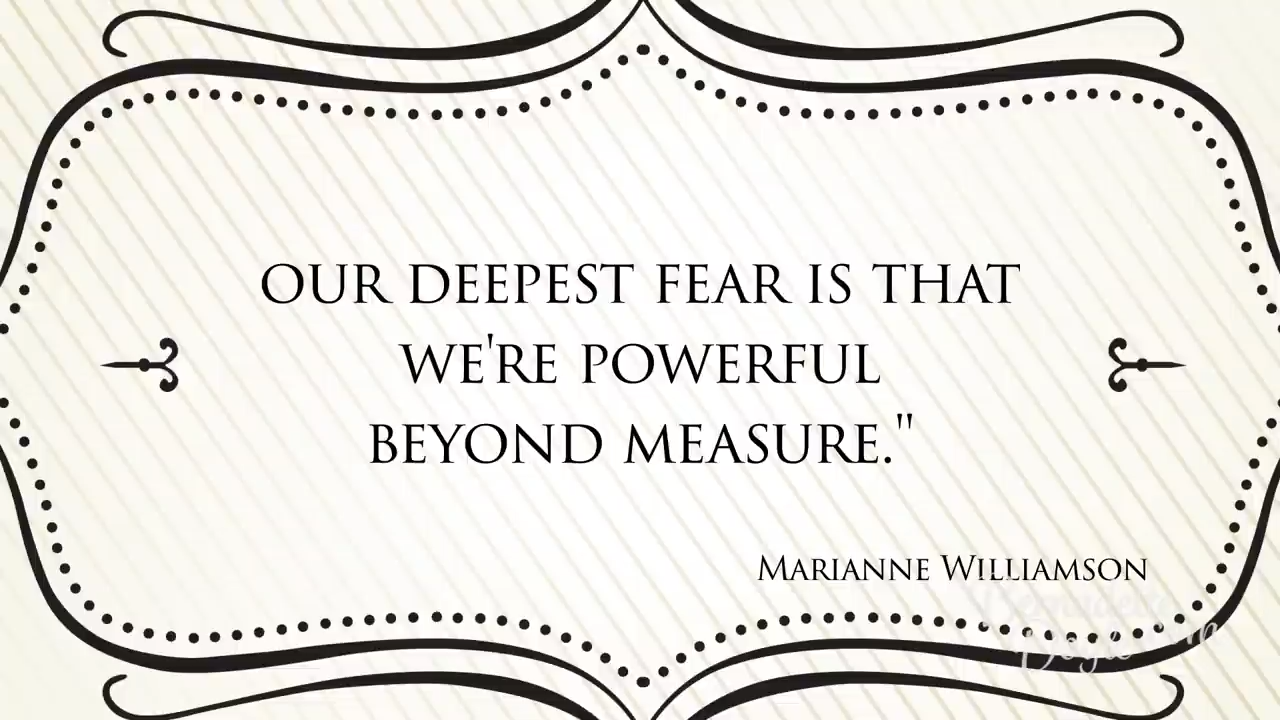 OUR DEEPEST FEAR IS THAT
WE'RE POWERFUL
BEYOND MEASURE."
MARIANNE WILLIAMSON